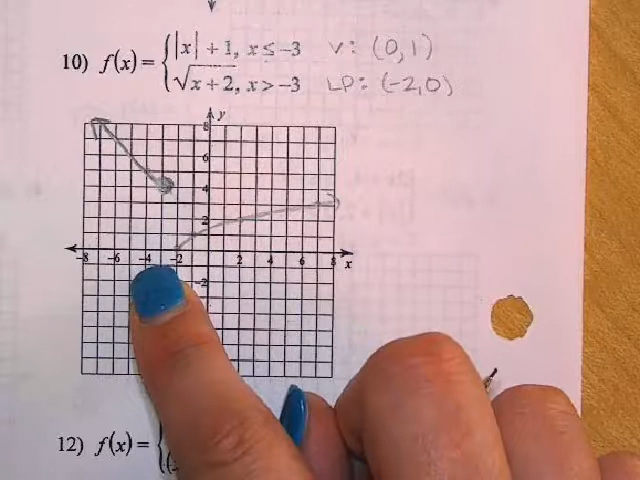 10) f(x) = { |x| + 1, x ≤ −3 V: (0,1)
√x + 2, x > −3 LP: (−2,0)
y
8
6
4
2
−8 −6 −4 −2 2 4 6 8 x
−2
12) f(x) = {